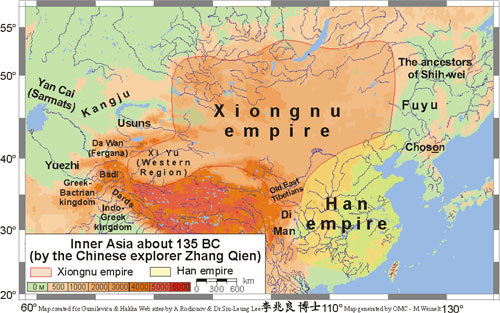 55°
50°
40°
30°
20°
Yan Cai
(Sarmats)
Kangju
Usuns
Da Wan
(Fergana)
Yuezhi
Badi
Greek-
Bactrian
kingdom
Dards
Indo-
Greek
kingdom
Xi Yu
(Western
Region)
Xiongnu
empire
The ancestors
of Shih-wei
Fuyu
Choson
Old East
Tibetians
Di
Man
Han
empire
Inner Asia about 135 BC
(by the Chinese explorer Zhang Qien)
Xiongnu empire
Han empire
0 M 500 1000 2000 3000 4000 5000 6000
0 200 400 600
km
60°
110°
130°
Map created for Gumilevica & Hakka Web sites by A.Rodionov & Dr.Siu-Leung Lee 李兆良博士 Map generated by OMC - M.Weinelt